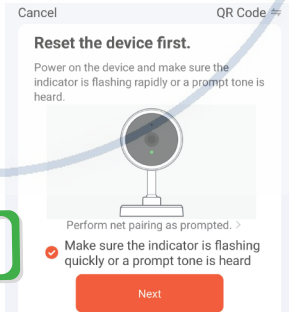 Cancel QR Code
Reset the device first.
Power on the device and make sure the
indicator is flashing rapidly or a prompt tone is
heard.
Perform net pairing as prompted. >
Make sure the indicator is flashing
quickly or a prompt tone is heard
Next